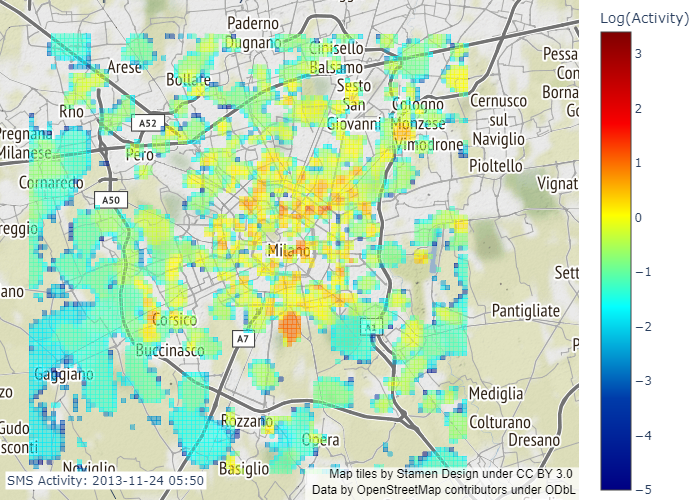 Log(Activity)
Paderno
Dugnano
Cinisello
Balsamo
Arese
Bollate
Sesto
San
Giovanni
Cologno
Monzese
Vimodrone
Cernusco
sul
Naviglio
Pioltello
Pessa
Con
Borna
Go
Rho
A52
Pero
Pregnana
Milanese
Cornaredo
A50
reggio
Vignat
Milano
Sett
ano
Corsico
Buccinasco
A7
A1
Pantigliate
P
Gaggiano
zo
Gudo
sconti
Rozzano
Opera
Mediglia
Colturano
Dresano
Noviglio
Basiglio
3
2
1
0
−1
−2
−3
−4
−5
SMS Activity: 2013-11-24 05:50
Map tiles by Stamen Design under CC BY 3.0
Data by OpenStreetMap contributors under ODbL